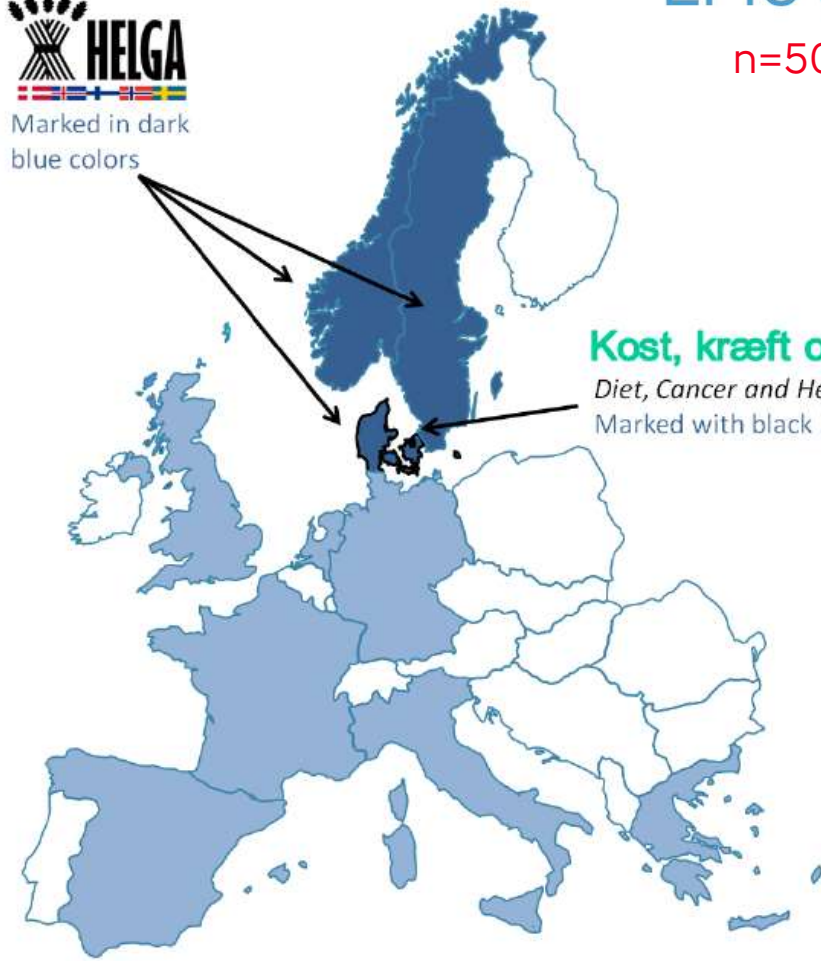 HELGA
Marked in dark
blue colors
n=50
Kost, kræft o
Diet, Cancer and He
Marked with black